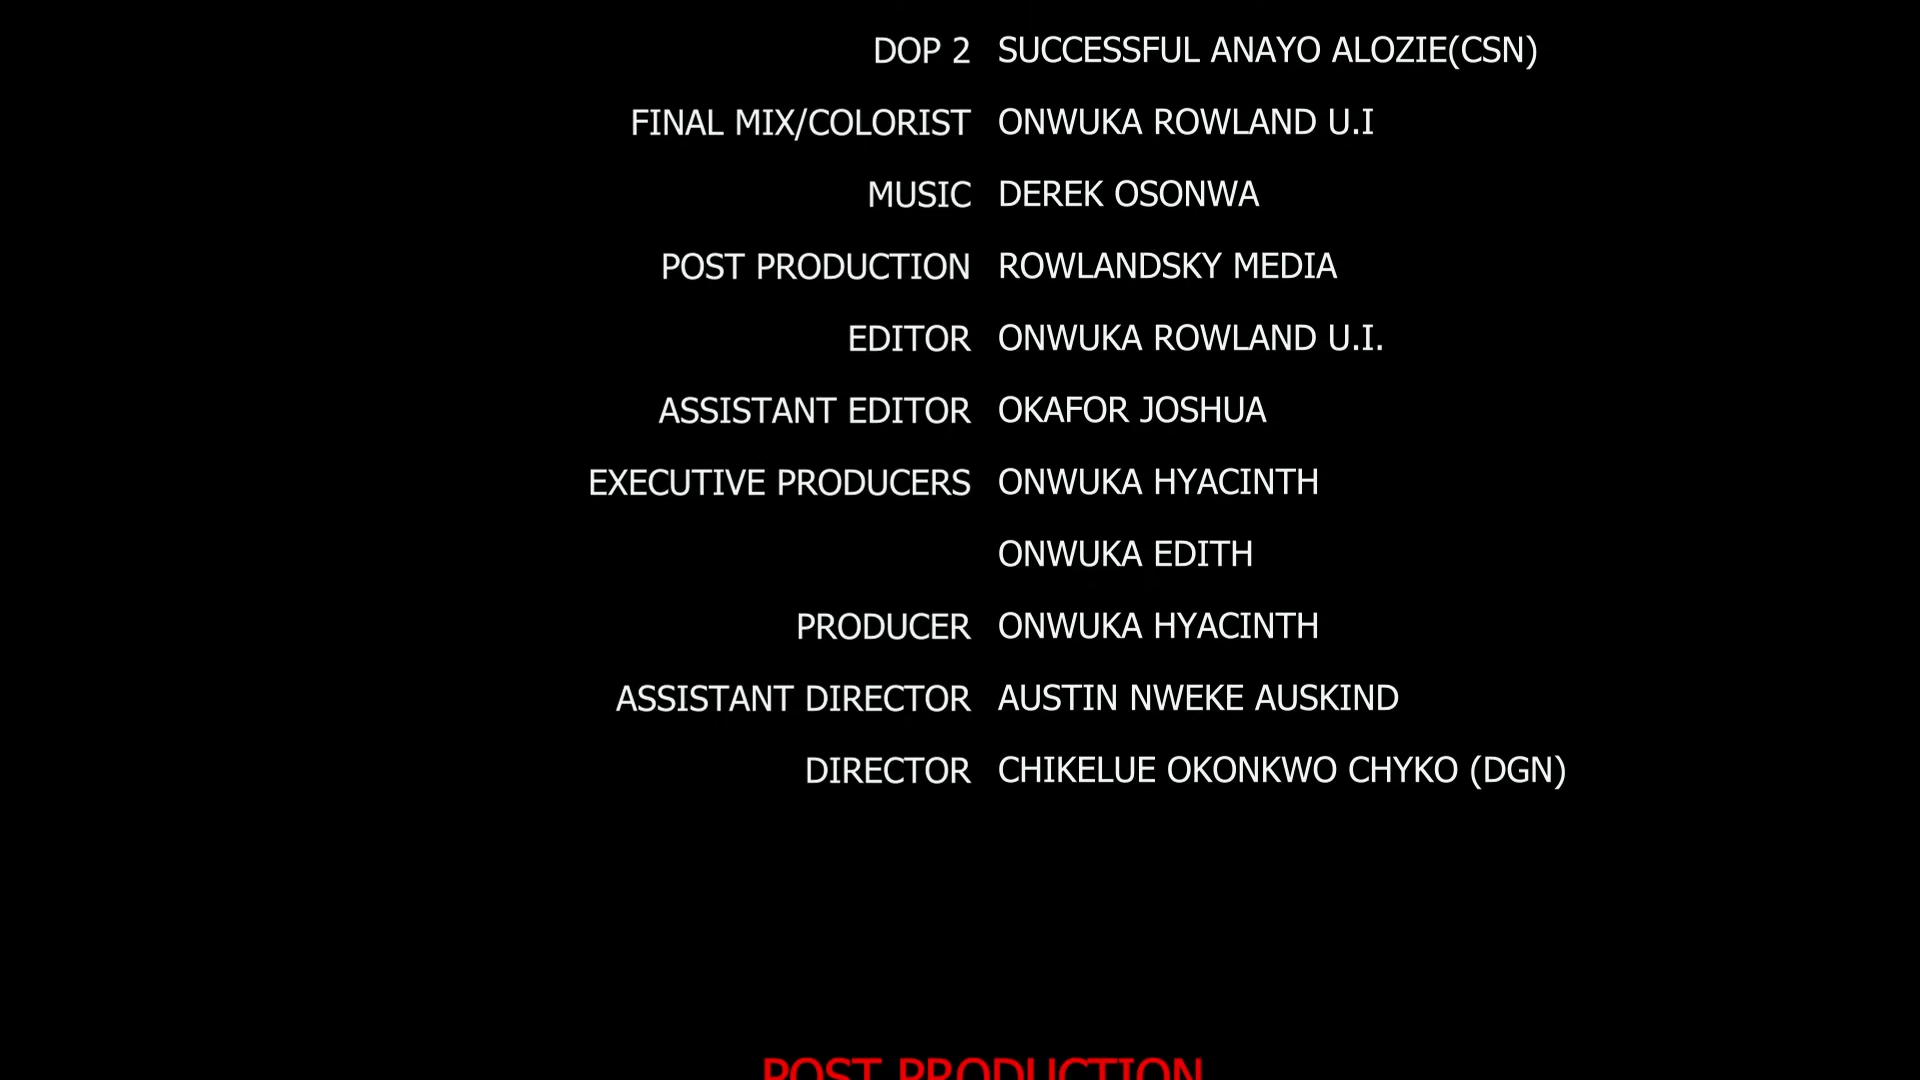 DOP 2 SUCCESSFUL ANAYO ALOZIE(CSN)
FINAL MIX/COLORIST ONWUKA ROWLAND U.I
MUSIC DEREK OSONWA
POST PRODUCTION ROWLANDSKY MEDIA
EDITOR ONWUKA ROWLAND U.I.
ASSISTANT EDITOR OKAFOR JOSHUA
EXECUTIVE PRODUCERS ONWUKA HYACINTH
ONWUKA EDITH
PRODUCER ONWUKA HYACINTH
ASSISTANT DIRECTOR AUSTIN NWEKE AUSKIND
DIRECTOR CHIKELUE OKONKWO CHYKO (DGN)
POST PRODUCTION